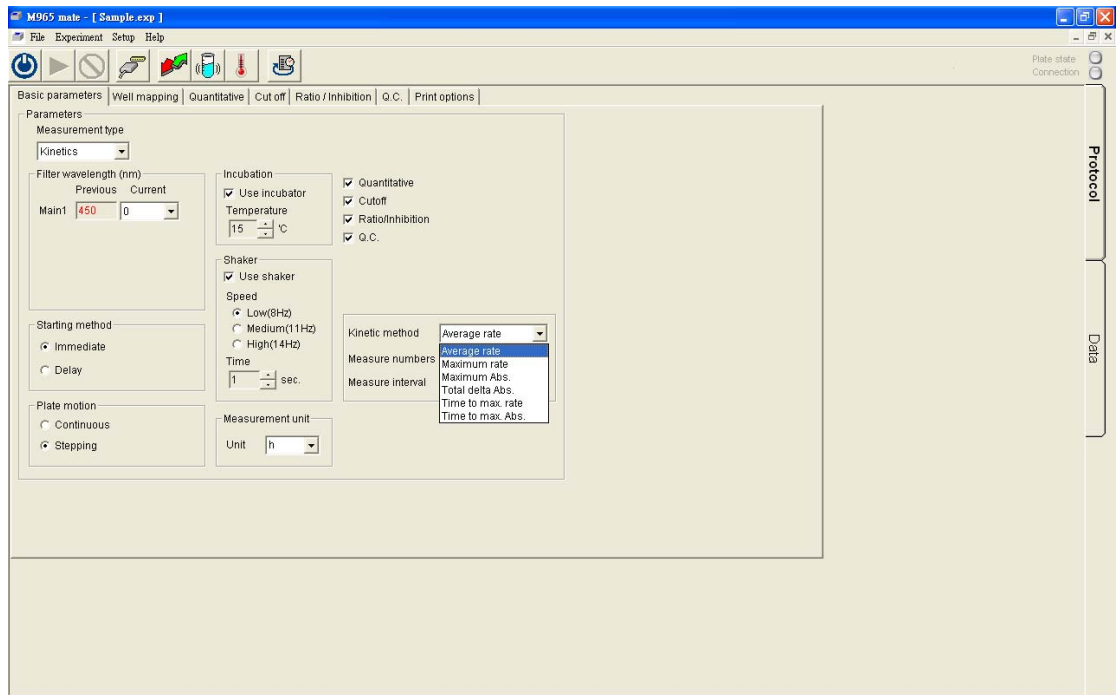 M965 mate - [ Sample.exp ]
File Experiment Setup Help
Plate state
Connection
Basic parameters Well mapping Quantitative Cut off Ratio / Inhibition Q.C. Print options
Parameters
Measurement type
Kinetics
Filter wavelength (nm)
Previous Current
Main1 450 0
Starting method
Immediate
Delay
Plate motion
Continuous
Stepping
Incubation
Use incubator
Temperature
15 'C
Shaker
Use shaker
Speed
Low(8Hz)
Medium(11Hz)
High(14Hz)
Time
1 sec.
Measurement unit
Unit h
Quantitative
Cutoff
Ratio/Inhibition
Q.C.
Kinetic method Average rate
Measure numbers
Measure interval
Average rate
Maximum rate
Maximum Abs.
Total delta Abs.
Time to max. rate
Time to max. Abs.
Protocol
Data